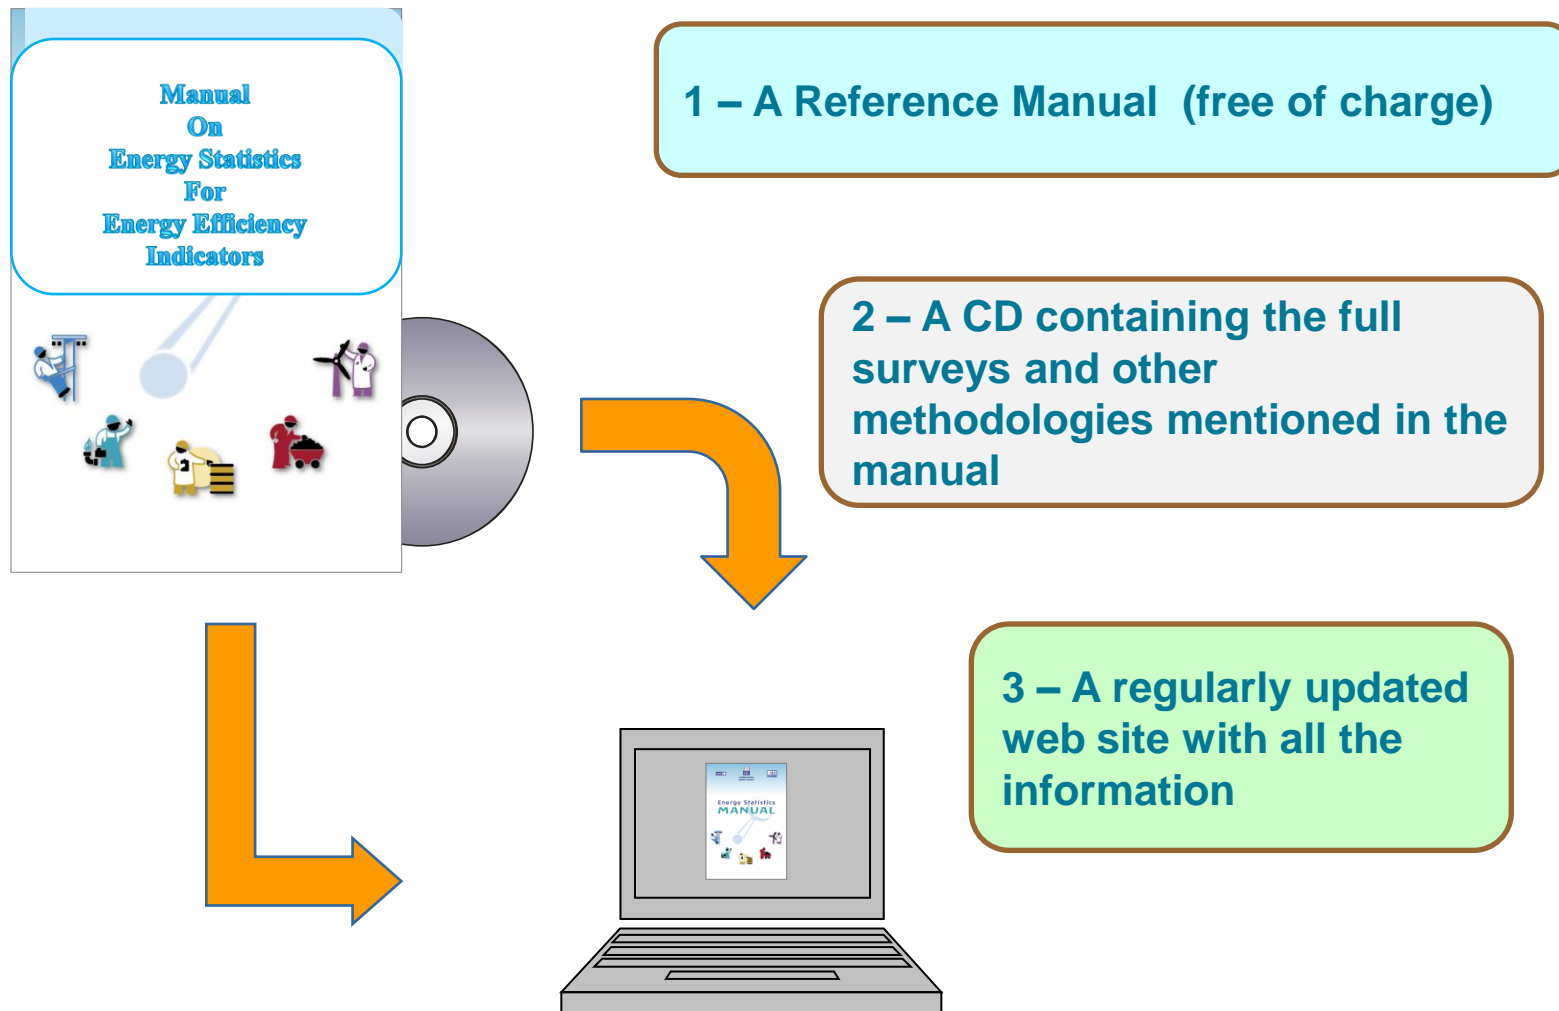 Manual
On
Energy Statistics
For
Energy Efficiency
Indicators
1 – A Reference Manual  (free of charge)
2 – A CD containing the full
surveys and other
methodologies mentioned in the
manual
3 – A regularly updated
web site with all the
information
Energy Statistics
MANUAL